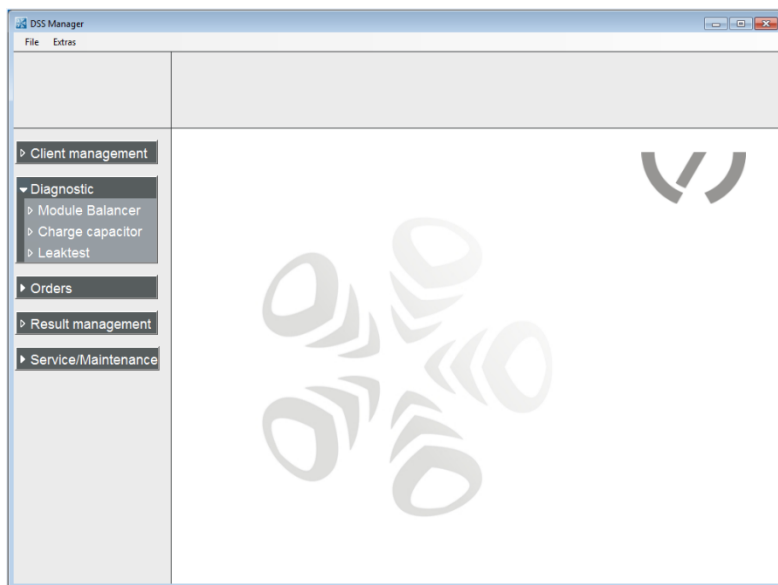 DSS Manager
File Extras
Client management
Diagnostic
Module Balancer
Charge capacitor
Leaktest
Orders
Result management
Service/Maintenance